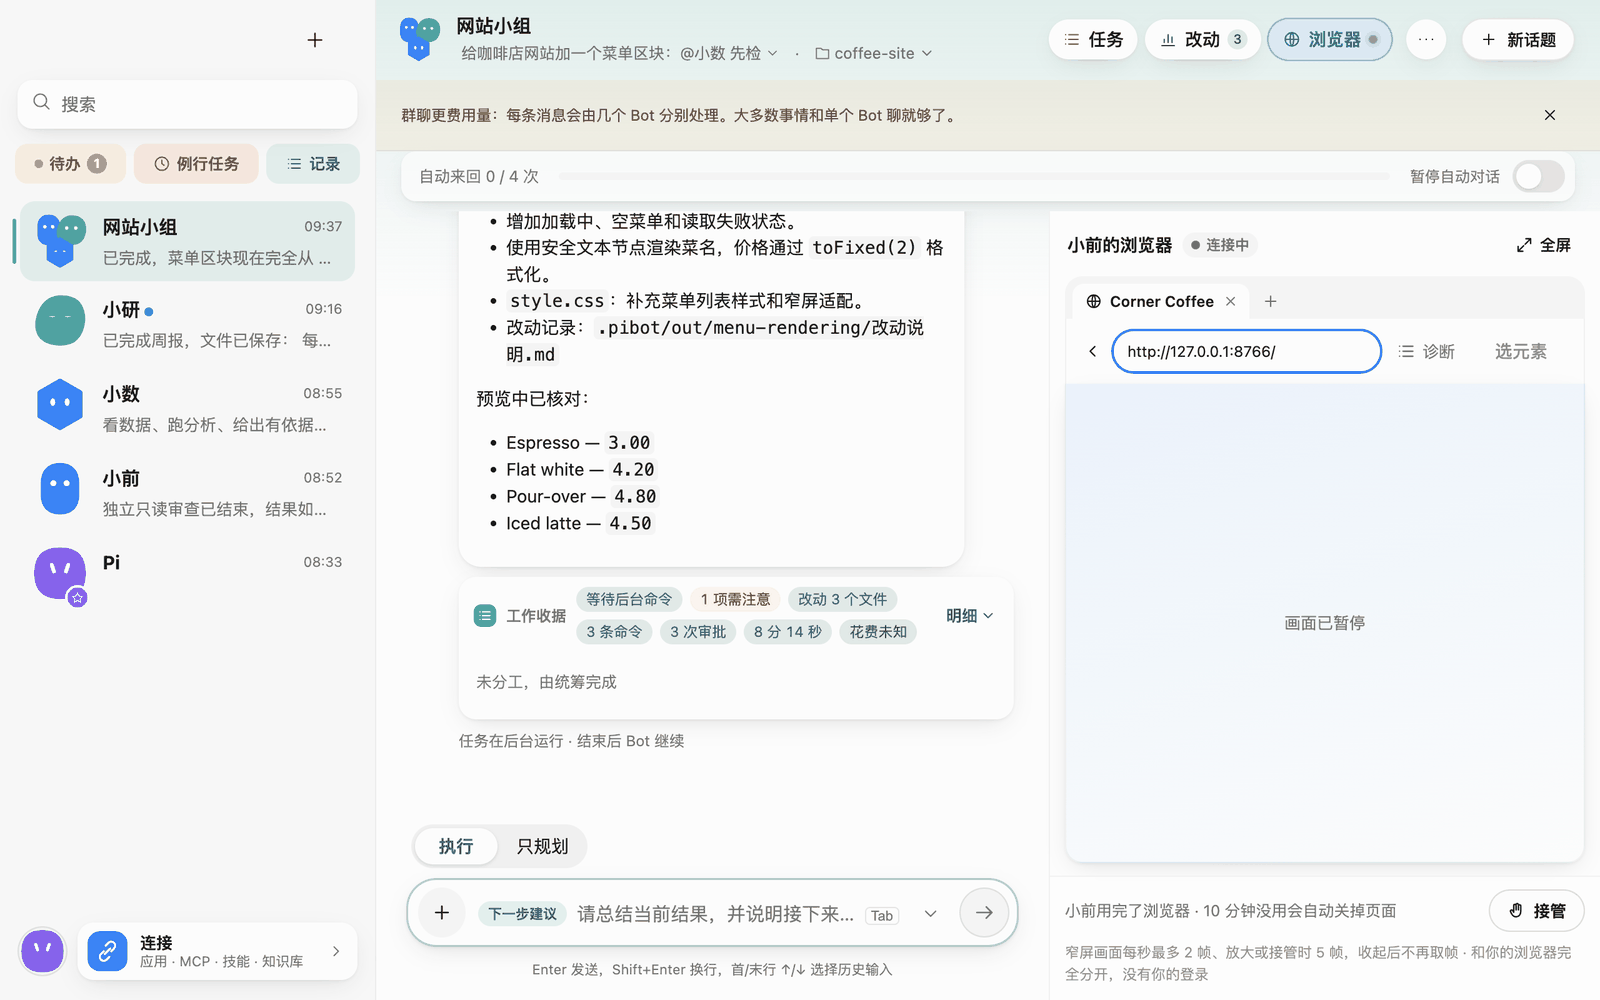 搜索
待办 1
例行任务
记录
网站小组 09:37
已完成，菜单区块现在完全从 ...
小研 09:16
已完成周报，文件已保存： 每...
小数 08:55
看数据、跑分析、给出有依据...
小前 08:52
独立只读审查已结束，结果如...
Pi 08:33
连接
应用 · MCP · 技能 · 知识库
网站小组
给咖啡店网站加一个菜单区块：@小数 先检 · coffee-site
任务
改动 3
浏览器
新话题
群聊更费用量：每条消息会由几个 Bot 分别处理。大多数事情和单个 Bot 聊就够了。
自动来回 0 / 4 次
暂停自动对话
• 增加加载中、空菜单和读取失败状态。
• 使用安全文本节点渲染菜名，价格通过 toFixed(2) 格
式化。
• style.css：补充菜单列表样式和窄屏适配。
• 改动记录：.pibot/out/menu-rendering/改动说
明.md
预览中已核对：
• Espresso — 3.00
• Flat white — 4.20
• Pour-over — 4.80
• Iced latte — 4.50
工作收据
等待后台命令 1 项需注意 改动 3 个文件
3 条命令 3 次审批 8 分 14 秒 花费未知
明细
未分工，由统筹完成
任务在后台运行 · 结束后 Bot 继续
执行 只规划
下一步建议 请总结当前结果，并说明接下来... Tab
Enter 发送，Shift+Enter 换行，首/末行 ↑/↓ 选择历史输入
小前的浏览器 连接中
全屏
Corner Coffee
http://127.0.0.1:8766/
诊断
选元素
画面已暂停
小前用完了浏览器 · 10 分钟没用会自动关掉页面
接管
窄屏画面每秒最多 2 帧、放大或接管时 5 帧，收起后不再取帧 · 和你的浏览器完
全分开，没有你的登录